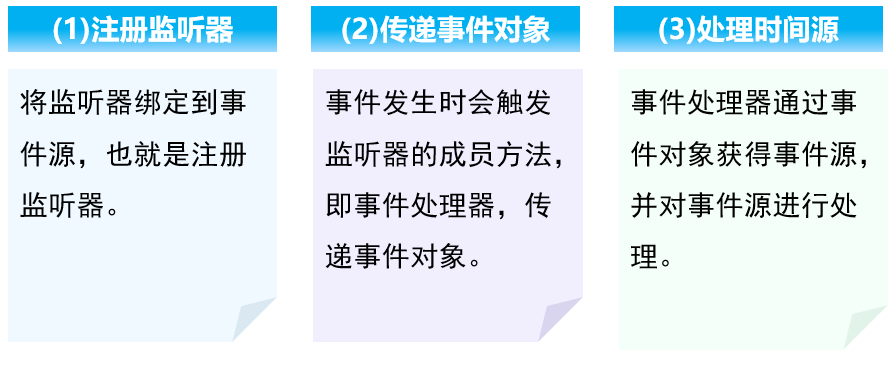 (1)注册监听器
将监听器绑定到事
件源，也就是注册
监听器。
(2)传递事件对象
事件发生时会触发
监听器的成员方法，
即事件处理器，传
递事件对象。
(3)处理时间源
事件处理器通过事
件对象获得事件源，
并对事件源进行处
理。